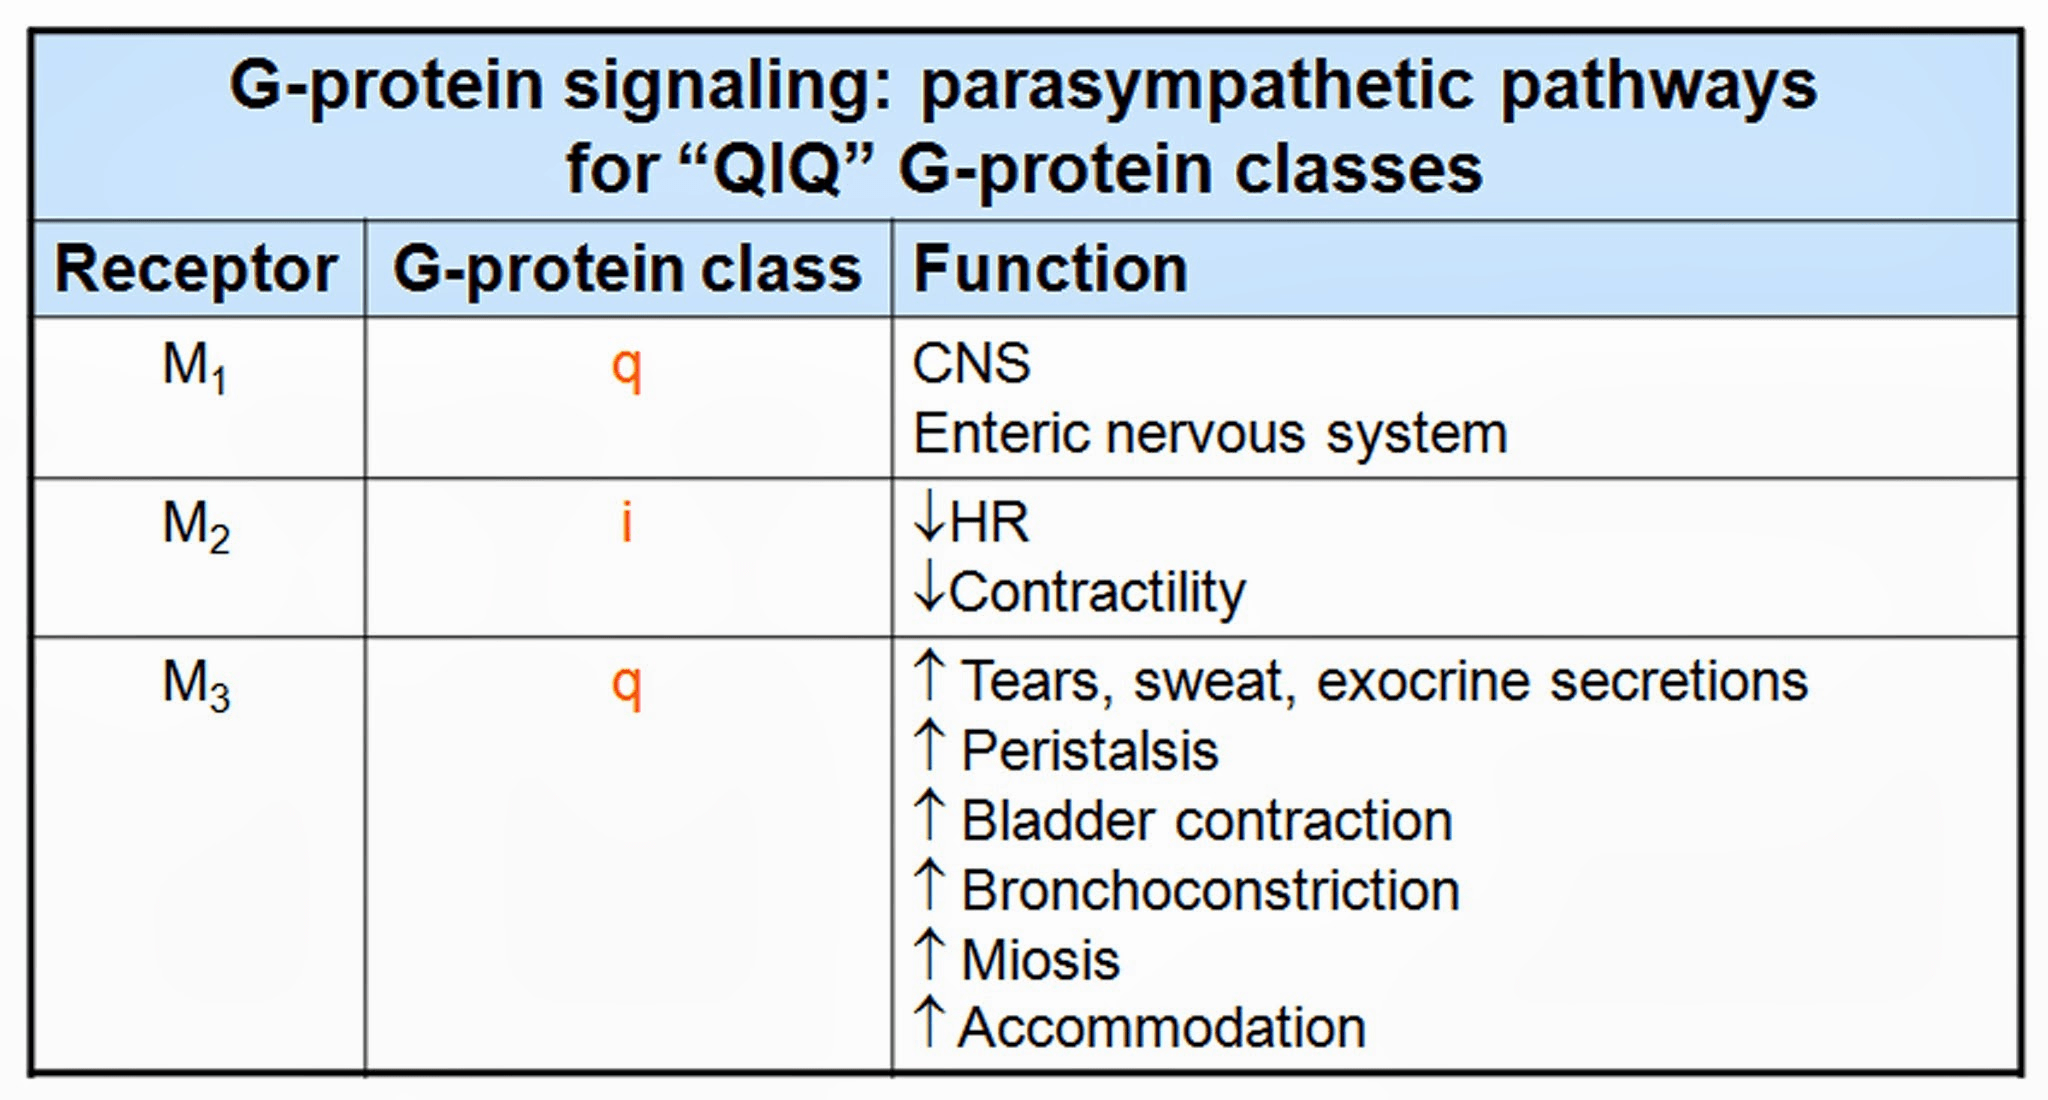 G-protein signaling: parasympathetic pathways
for “QIQ” G-protein classes
Receptor G-protein class Function
M₁ q CNS
Enteric nervous system
M₂ i ↓HR
↓Contractility
M₃ q ↑ Tears, sweat, exocrine secretions
↑ Peristalsis
↑ Bladder contraction
↑ Bronchoconstriction
↑ Miosis
↑ Accommodation